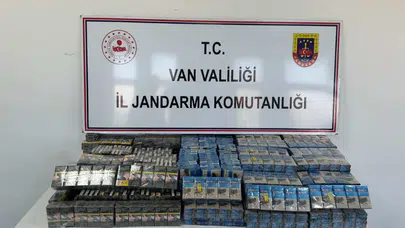 T.C.
VAN VALİLİĞİ
İL JANDARMA KOMUTANLIĞI